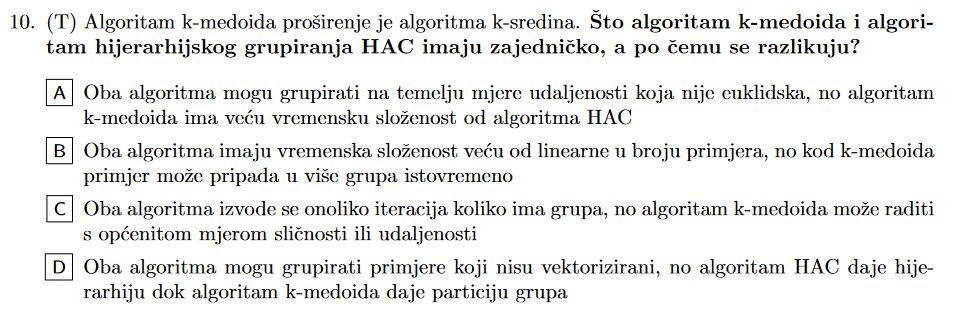 10. (T) Algoritam k-medoida proširenje je algoritma k-sredina. Što algoritam k-medoida i algori-
tam hijerarhijskog grupiranja HAC imaju zajedničko, a po čemu se razlikuju?
A Oba algoritma mogu grupirati na temelju mjere udaljenosti koja nije euklidska, no algoritam
k-medoida ima veću vremensku složenost od algoritma HAC
B Oba algoritma imaju vremenska složenost veću od linearne u broju primjera, no kod k-medoida
primjer može pripada u više grupa istovremeno
C Oba algoritma izvode se onoliko iteracija koliko ima grupa, no algoritam k-medoida može raditi
s općenitom mjerom sličnosti ili udaljenosti
D Oba algoritma mogu grupirati primjere koji nisu vektorizirani, no algoritam HAC daje hije-
rarhiju dok algoritam k-medoida daje particiju grupa